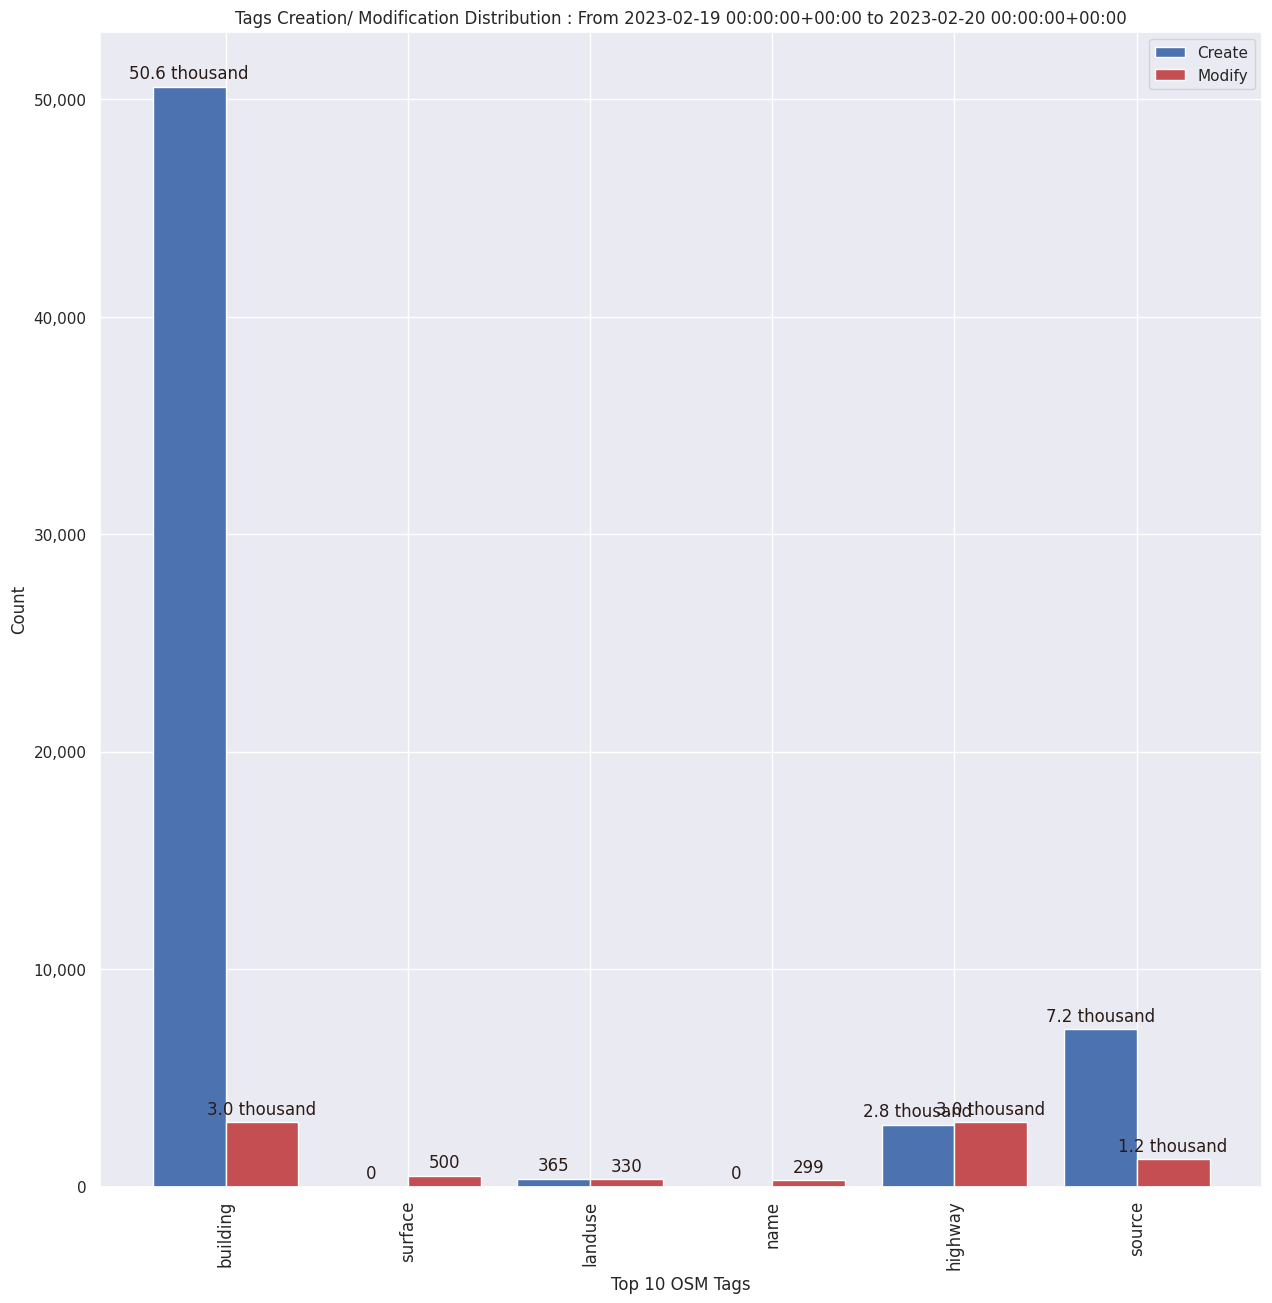 Tags Creation/ Modification Distribution : From 2023-02-19 00:00:00+00:00 to 2023-02-20 00:00:00+00:00
Create
Modify
50.6 thousand
50,000
40,000
30,000
20,000
10,000
0
Count
3.0 thousand
0
500
365
330
0
299
2.8 thousand
3.0 thousand
7.2 thousand
1.2 thousand
building
surface
landuse
name
highway
source
Top 10 OSM Tags